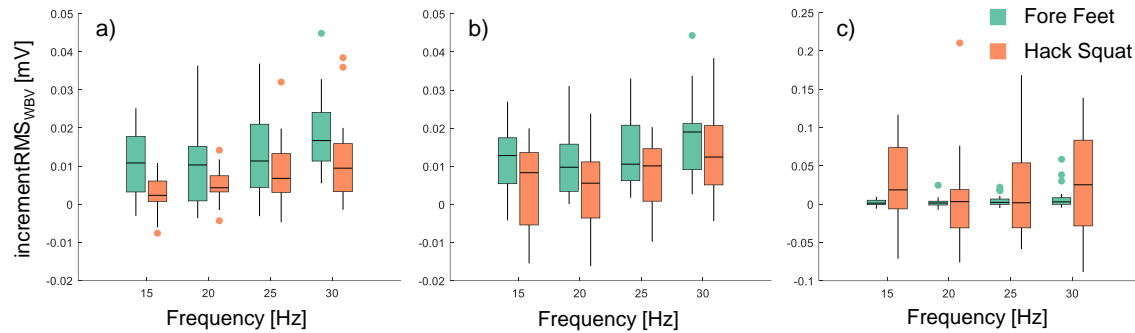 a)
b)
c)
Fore Feet
Hack Squat
incrementRMS_WBV [mV]
0.05
0.04
0.03
0.02
0.01
0
-0.01
-0.02
15 20 25 30
Frequency [Hz]
0.05
0.04
0.03
0.02
0.01
0
-0.01
0.02
15 20 25 30
Frequency [Hz]
0.25
0.2
0.15
0.1
0.05
0
-0.05
-0.1
15 20 25 30
Frequency [Hz]